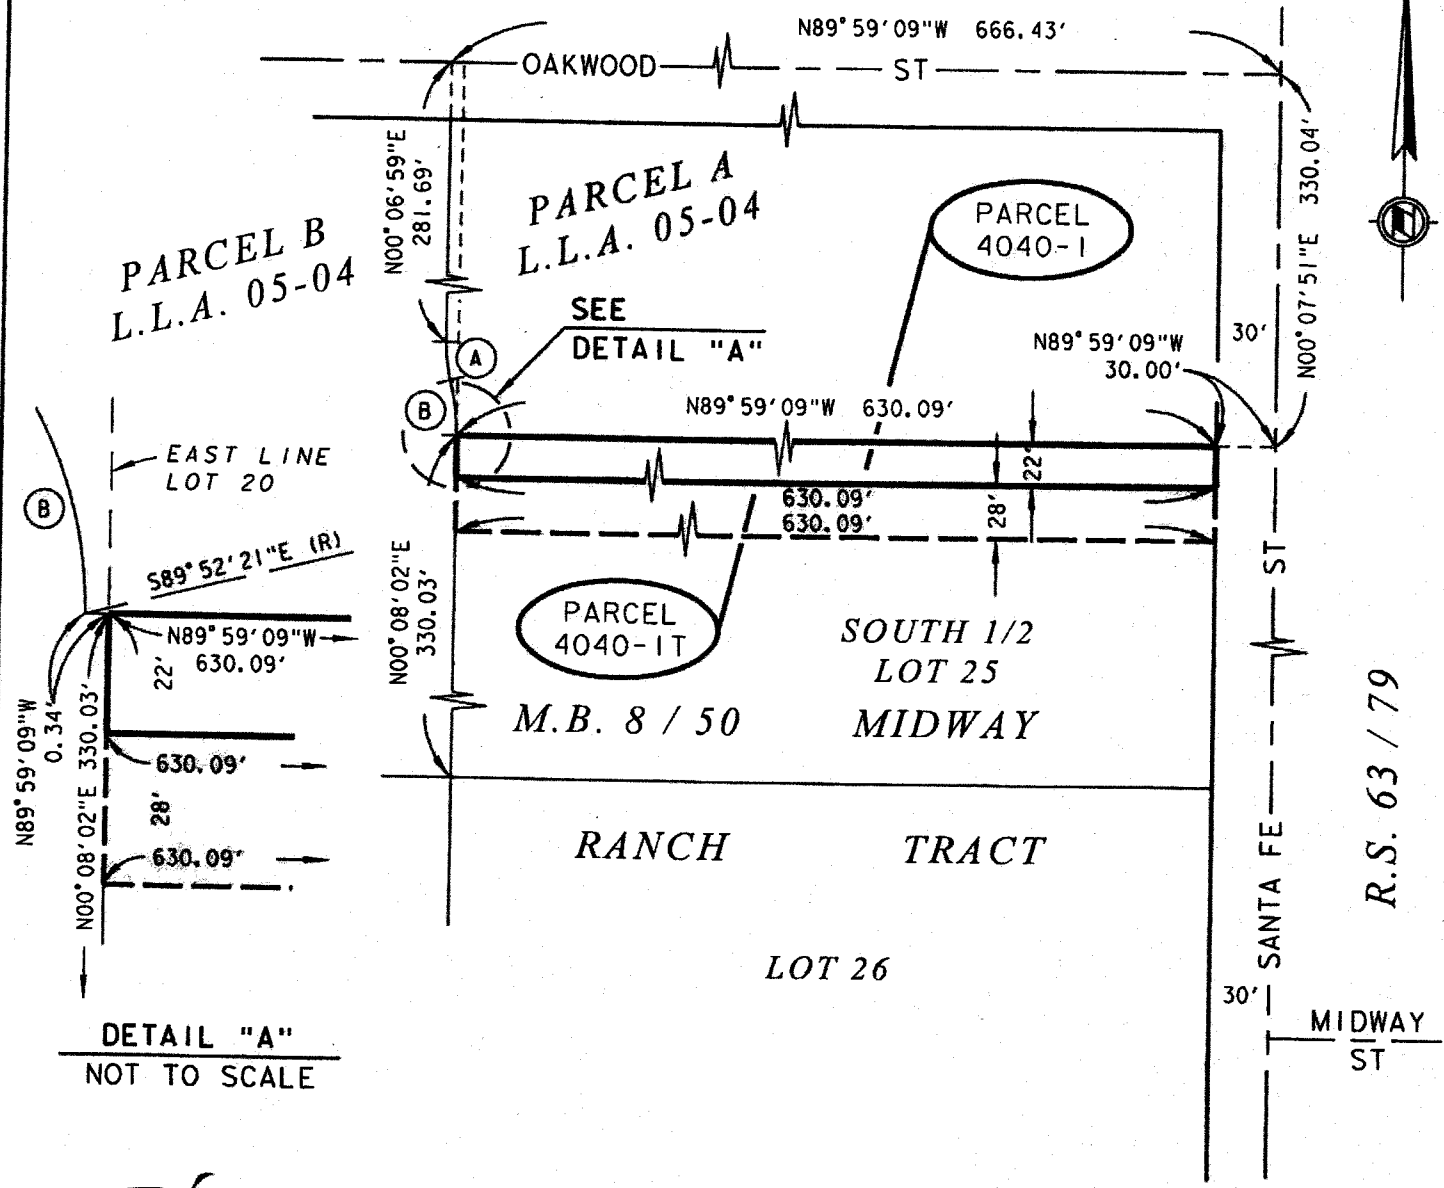 N89°59'09"W 666.43'
OAKWOOD ST
N00°06'59"E
281.69'
PARCEL A
L.L.A. 05-04
PARCEL B
L.L.A. 05-04
PARCEL
4040-1
N00°07'51"E 330.04'
SEE
DETAIL "A"
A
B
30'
N89°59'09"W
30.00'
N89°59'09"W 630.09'
22'
28'
630.09'
630.09'
EAST LINE
LOT 20
B
S89°52'21"E (R)
N89°59'09"W
630.09'
22'
N89°59'09"W
0.34'
N00°08'02"E 330.03'
630.09'
28'
630.09'
DETAIL "A"
NOT TO SCALE
N00°08'02"E
330.03'
PARCEL
4040-1T
SOUTH 1/2
LOT 25
M.B. 8 / 50 MIDWAY
RANCH TRACT
LOT 26
SANTA FE ST
30'
R.S. 63 / 79
MIDWAY
ST